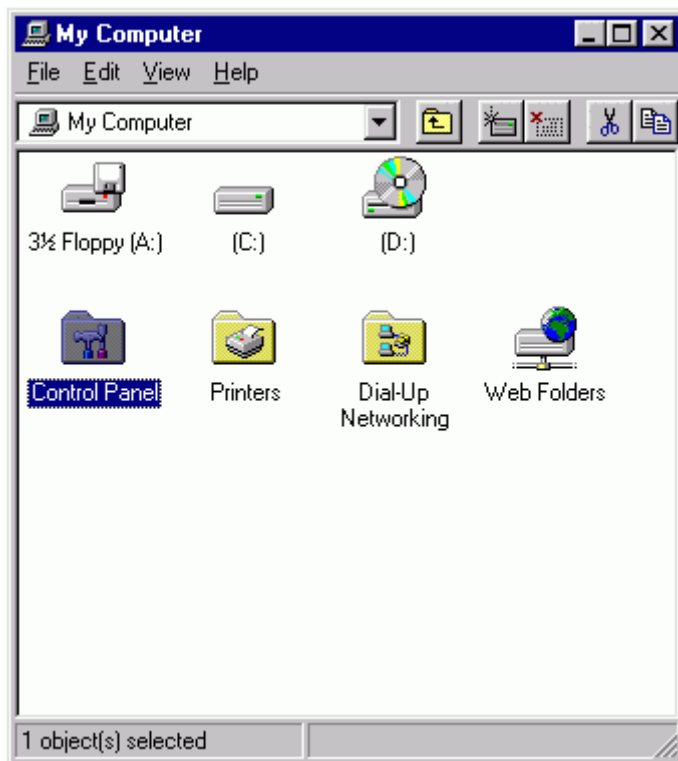 My Computer
File Edit View Help
My Computer
3½ Floppy (A:) (C:) (D:)
Control Panel Printers Dial-Up Networking Web Folders
1 object(s) selected